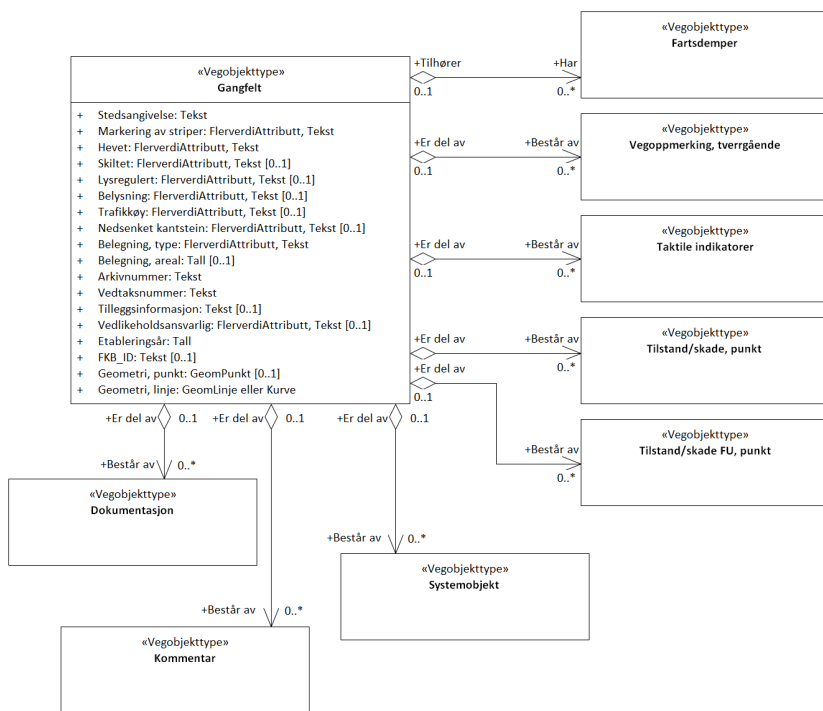 «Vegobjekttype»
Gangfelt
+ Stedsangivelse: Tekst
+ Markering av striper: FlerverdiAttributt, Tekst
+ Hevet: FlerverdiAttributt, Tekst
+ Skiltet: FlerverdiAttributt, Tekst [0..1]
+ Lysregulert: FlerverdiAttributt, Tekst [0..1]
+ Belysning: FlerverdiAttributt, Tekst [0..1]
+ Trafikkøy: FlerverdiAttributt, Tekst [0..1]
+ Nedsenket kantstein: FlerverdiAttributt, Tekst [0..1]
+ Belegning, type: FlerverdiAttributt, Tekst
+ Belegning, areal: Tall [0..1]
+ Arkivnummer: Tekst
+ Vedtaksnummer: Tekst
+ Tilleggsinformasjon: Tekst [0..1]
+ Vedlikeholdsansvarlig: FlerverdiAttributt, Tekst [0..1]
+ Etableringsår: Tall
+ FKB_ID: Tekst [0..1]
+ Geometri, punkt: GeomPunkt [0..1]
+ Geometri, linje: GeomLinje eller Kurve
+Tilhører
0..1
+Har
0..*
«Vegobjekttype»
Fartsdemper
+Er del av
0..1
+Består av
0..*
«Vegobjekttype»
Vegoppmerking, tverrgående
+Er del av
0..1
+Består av
0..*
«Vegobjekttype»
Taktile indikatorer
+Er del av
0..1
+Består av
0..*
«Vegobjekttype»
Tilstand/skade, punkt
+Er del av
0..1
+Består av
0..*
«Vegobjekttype»
Tilstand/skade FU, punkt
+Er del av
0..1
+Består av
0..*
«Vegobjekttype»
Dokumentasjon
+Er del av
0..1
+Består av
0..*
«Vegobjekttype»
Kommentar
+Er del av
0..1
+Består av
0..*
«Vegobjekttype»
Systemobjekt